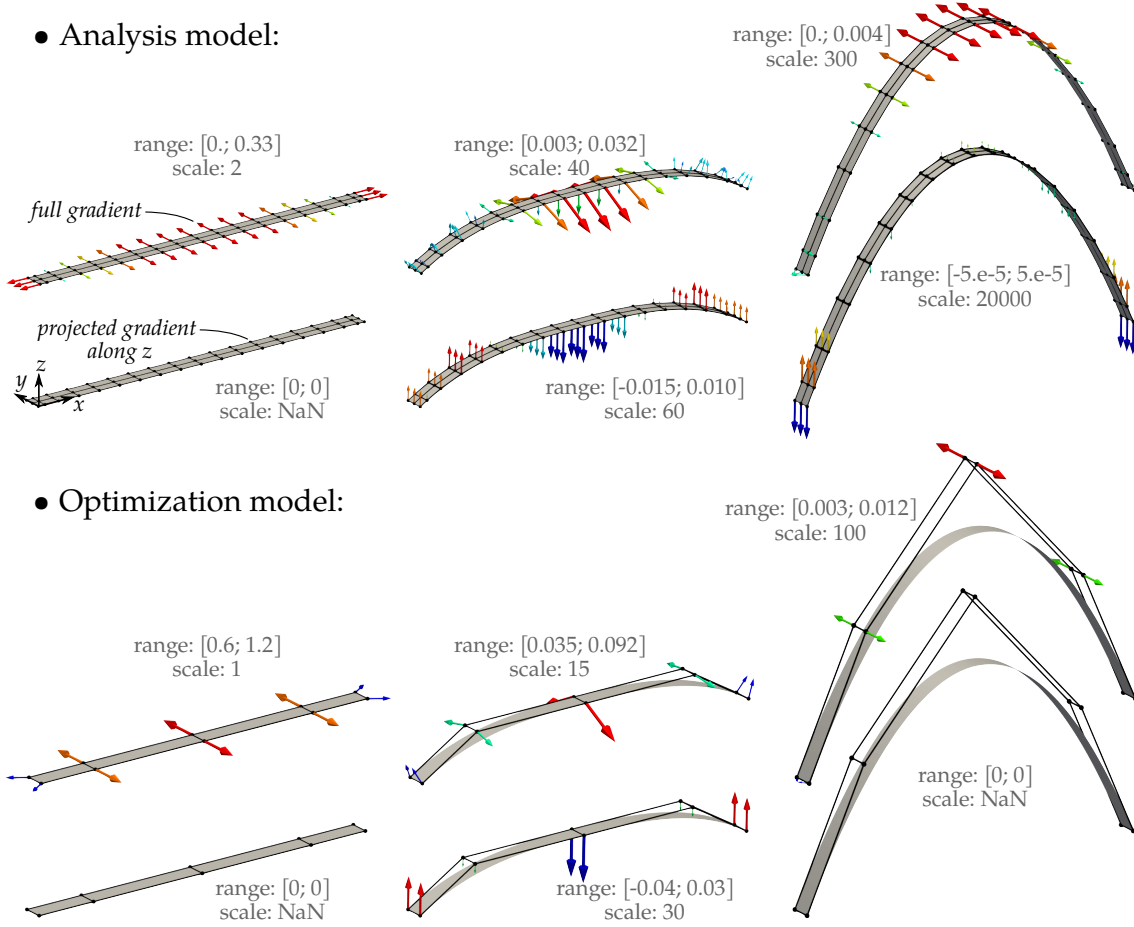 • Analysis model:
range: [0.; 0.004]
scale: 300
range: [0.; 0.33]
scale: 2
range: [0.003; 0.032]
scale: 40
full gradient
range: [-5.e-5; 5.e-5]
scale: 20000
projected gradient
along z
z
y
x
range: [0; 0]
scale: NaN
range: [-0.015; 0.010]
scale: 60
• Optimization model:
range: [0.003; 0.012]
scale: 100
range: [0.6; 1.2]
scale: 1
range: [0.035; 0.092]
scale: 15
range: [0; 0]
scale: NaN
range: [0; 0]
scale: NaN
range: [-0.04; 0.03]
scale: 30